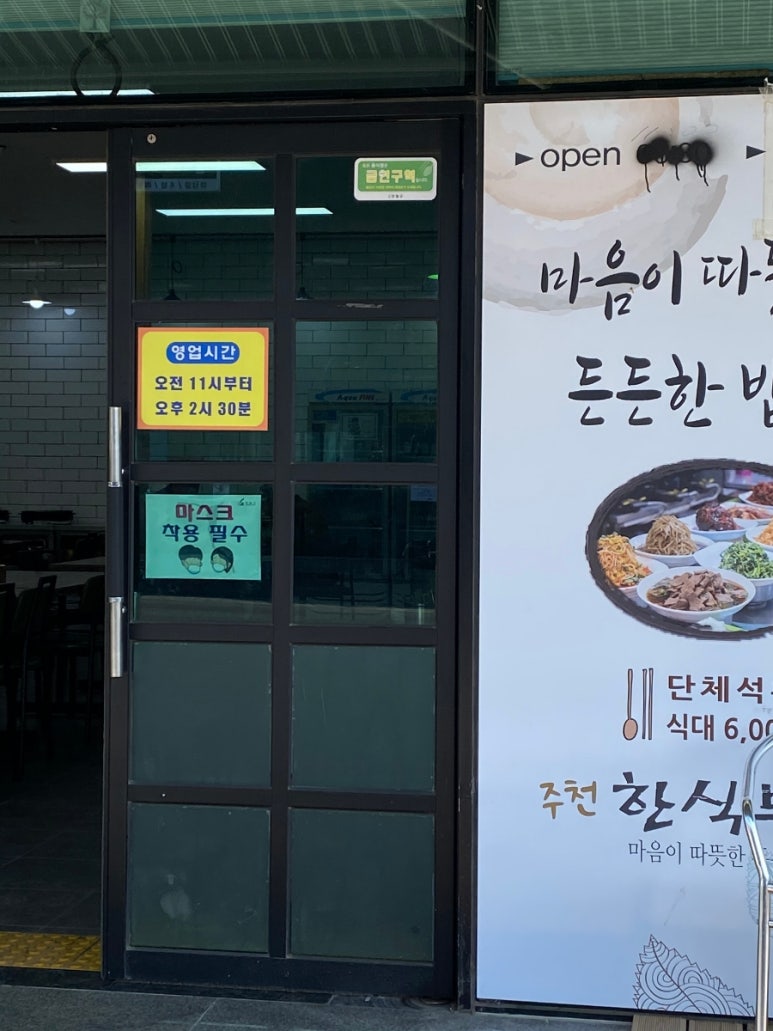 금연구역
영업시간
오전 11시부터
오후 2시 30분
마스크
착용 필수
▶open
마음이
든든한
단체석
식대 6,00
주천 한식
마음이 따뜻한